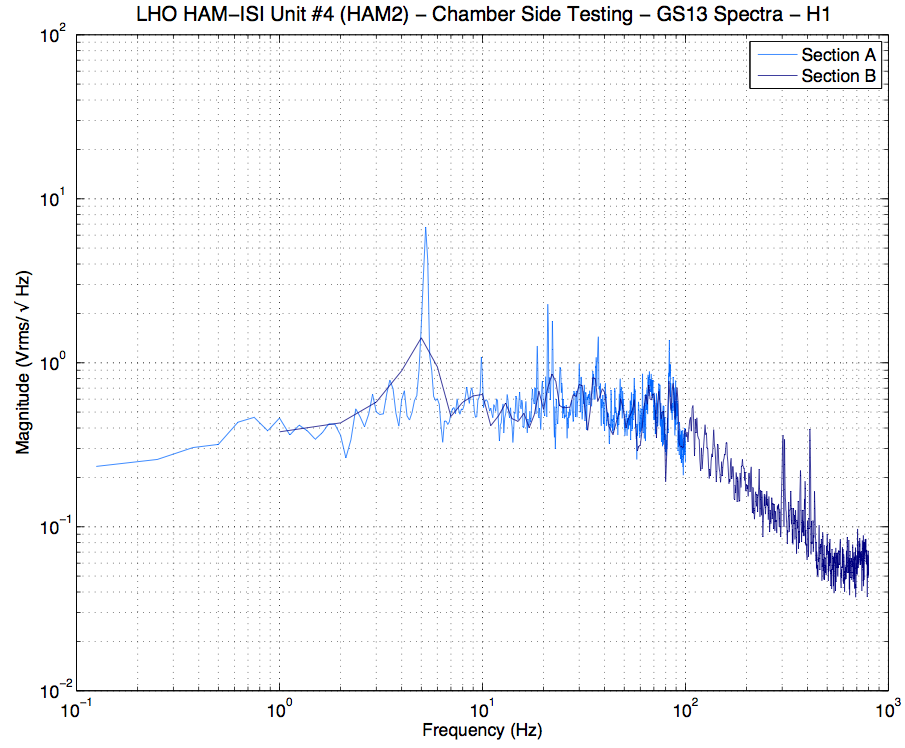 LHO HAM−ISI Unit #4 (HAM2) − Chamber Side Testing − GS13 Spectra − H1
10^2
Section A
Section B
10^1
10^0
10^−1
10^−2
Magnitude (Vrms/ √ Hz)
10^−1
10^0
10^1
10^2
10^3
Frequency (Hz)